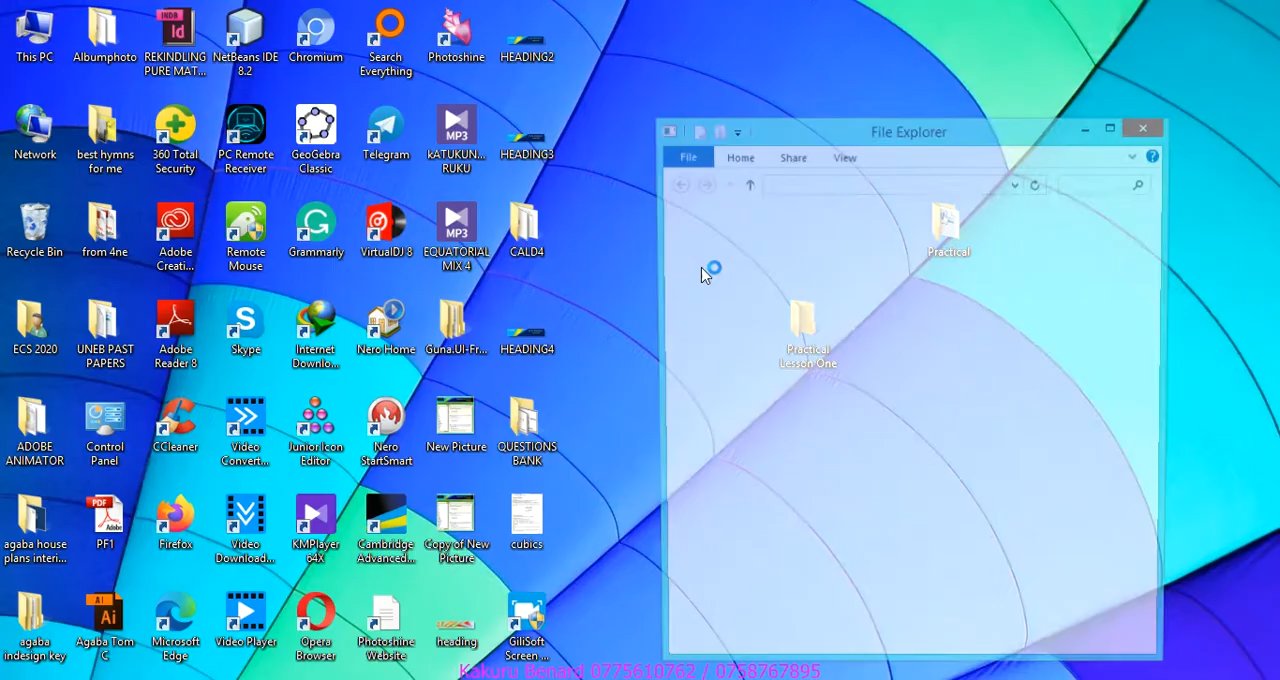 This PC
Albumphoto
INDB
Id
REKINDLING
PURE MAT...
NetBeans IDE
8.2
Chromium
Search
Everything
Photoshine
HEADING2
Network
best hymns
for me
360 Total
Security
PC Remote
Receiver
GeoGebra
Classic
Telegram
MP3
kATUKUN...
RUKU
HEADING3
Recycle Bin
from 4ne
Adobe
Creati...
Remote
Mouse
Grammarly
VirtualDJ 8
MP3
EQUATORIAL
MIX 4
CALD4
ECS 2020
UNEB PAST
PAPERS
Adobe
Reader 8
Skype
Internet
Downlo...
Nero Home
Guna.UI-Fr...
HEADING4
ADOBE
ANIMATOR
Control
Panel
CCleaner
Video
Convert...
JuniorIcon
Editor
Nero
StartSmart
New Picture
QUESTIONS
BANK
agaba house
plans interi...
PDF
Adobe
PF1
Firefox
Video
Download...
KMPlayer
64X
Cambridge
Advanced...
Copy of New
Picture
cubics
agaba
indesign key
AI
Ai
Agaba Tom
C
Microsoft
Edge
Video Player
Opera
Browser
Photoshine
Website
heading
GiliSoft
Screen ...
File Explorer
File Home Share View
Practical
Practical
Lesson One
Kakuru Benard 0775610762 / 0758767895